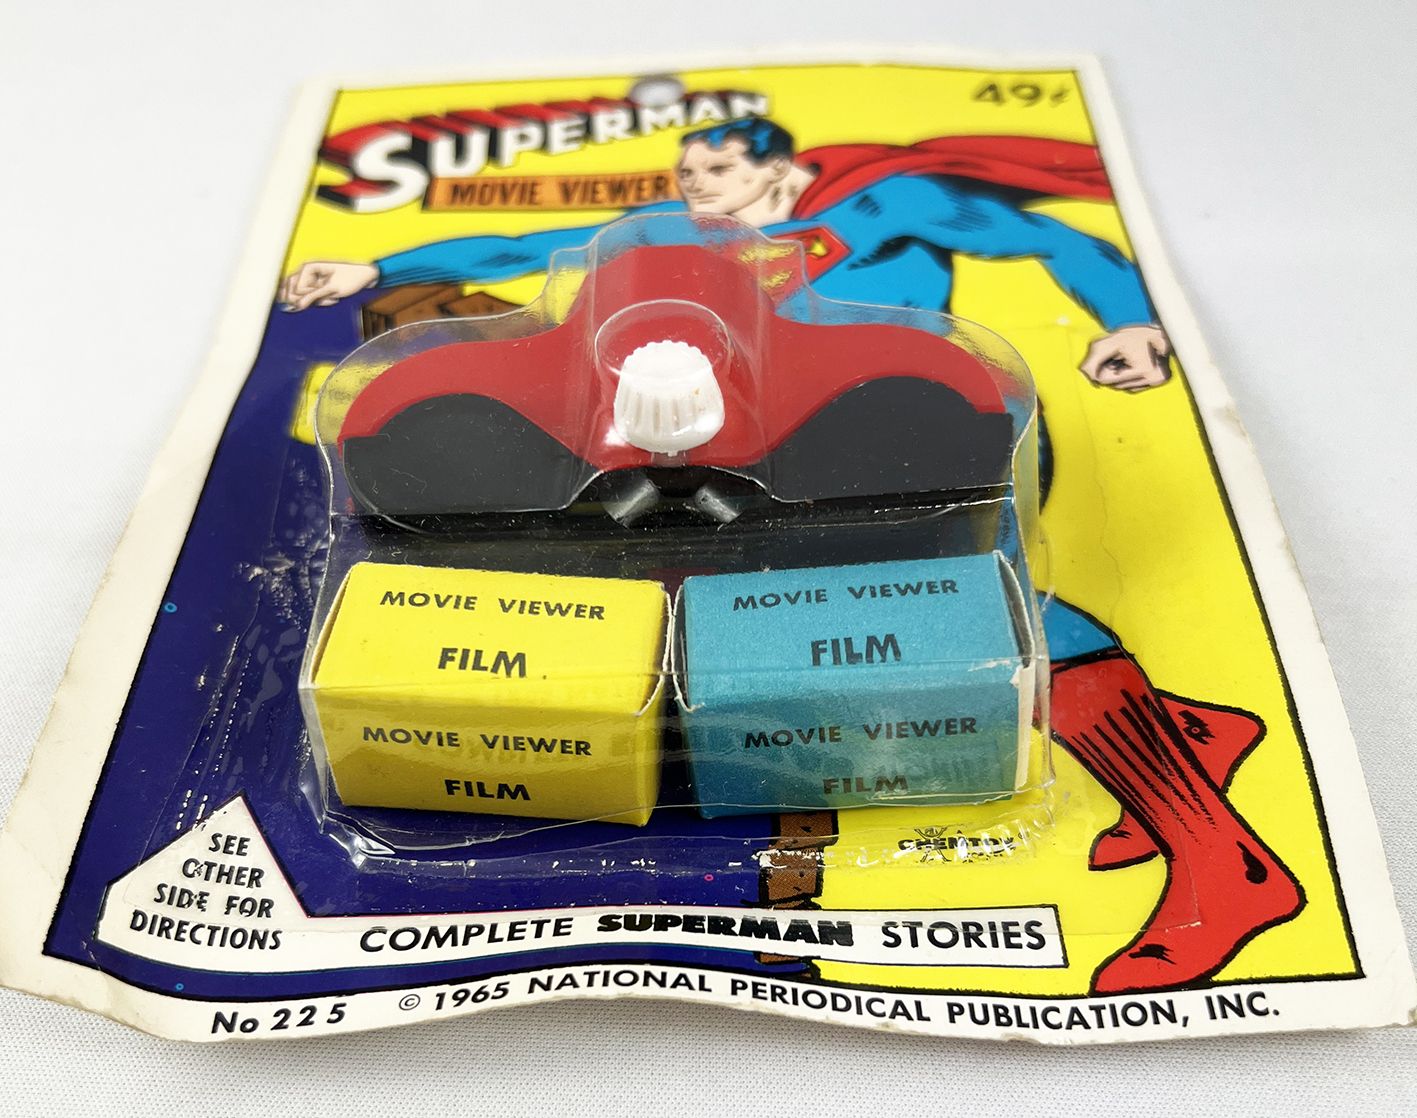 SUPERMAN
49¢
MOVIE VIEWER
MOVIE VIEWER
FILM
MOVIE VIEWER
FILM
MOVIE VIEWER
FILM
MOVIE VIEWER
FILM
CHEMTOY
SEE
OTHER
SIDE FOR
DIRECTIONS
COMPLETE SUPERMAN STORIES
No 225
© 1965 NATIONAL PERIODICAL PUBLICATION, INC.